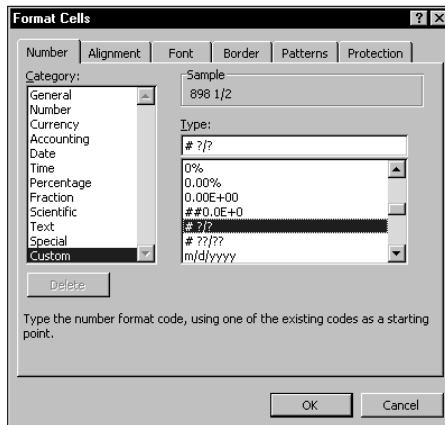 Format Cells
? ×
Number Alignment Font Border Patterns Protection
Category:
General
Number
Currency
Accounting
Date
Time
Percentage
Fraction
Scientific
Text
Special
Custom
Sample
898 1/2
Type:
# ?/?
0%
0.00%
0.00E+00
##0.0E+0
# ?/?
# ??/??
m/d/yyyy
Delete
Type the number format code, using one of the existing codes as a starting
point.
OK Cancel